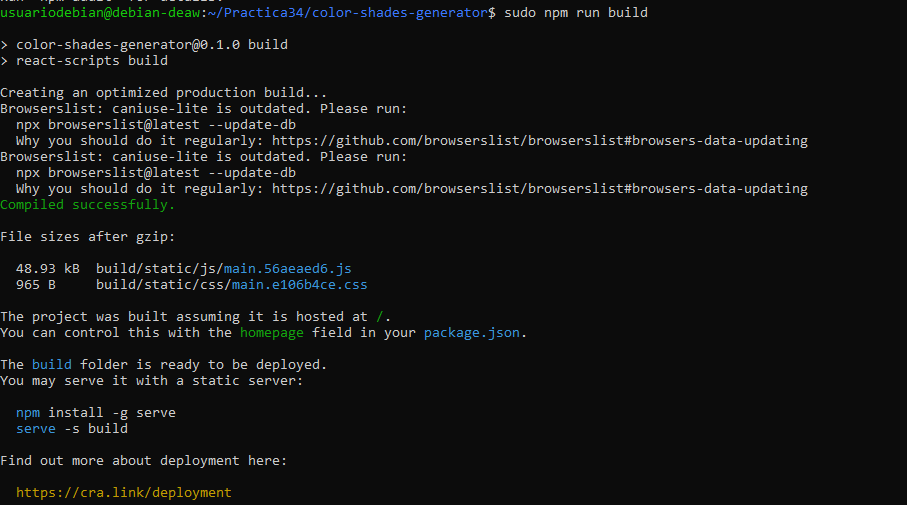 usuariodebian@debian-deaw:~/Practica34/color-shades-generator$ sudo npm run build
> color-shades-generator@0.1.0 build
> react-scripts build
Creating an optimized production build...
Browserslist: caniuse-lite is outdated. Please run:
  npx browserslist@latest --update-db
  Why you should do it regularly: https://github.com/browserslist/browserslist#browsers-data-updating
Browserslist: caniuse-lite is outdated. Please run:
  npx browserslist@latest --update-db
  Why you should do it regularly: https://github.com/browserslist/browserslist#browsers-data-updating
Compiled successfully.
File sizes after gzip:
  48.93 kB  build/static/js/main.56aeaed6.js
  965 B     build/static/css/main.e106b4ce.css
The project was built assuming it is hosted at /.
You can control this with the homepage field in your package.json.
The build folder is ready to be deployed.
You may serve it with a static server:
  npm install -g serve
  serve -s build
Find out more about deployment here:
  https://cra.link/deployment